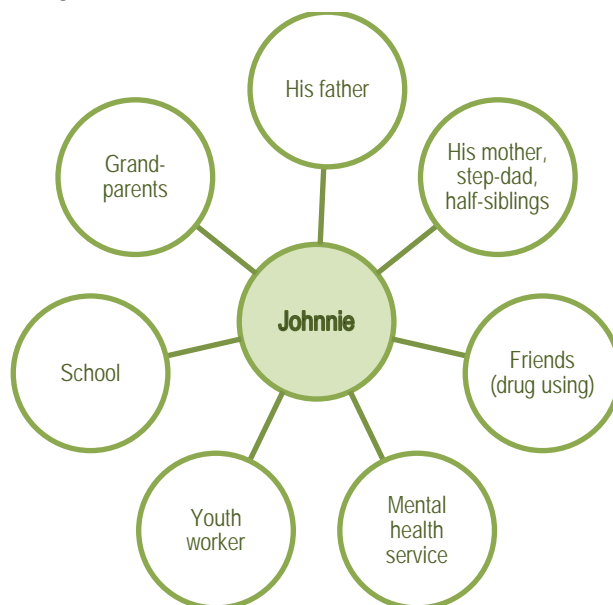 His father
Grand-
parents
His mother,
step-dad,
half-siblings
Johnnie
School
Friends
(drug using)
Youth
worker
Mental
health
service